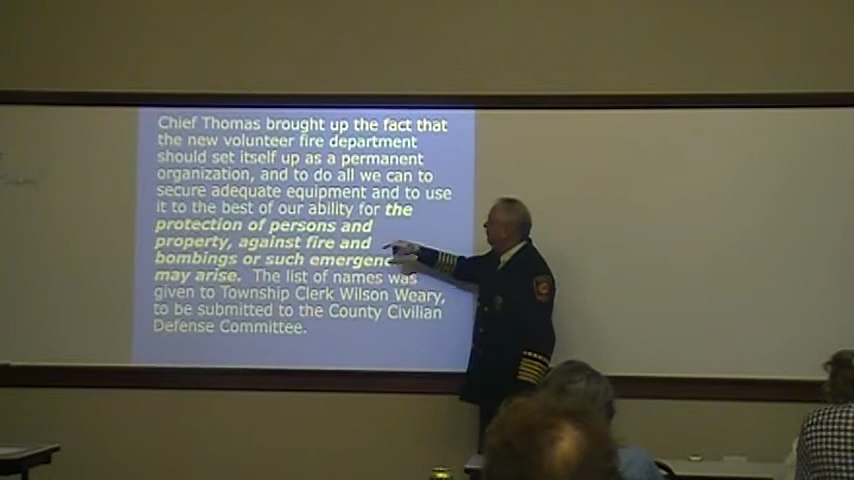 Chief Thomas brought up the fact that
the new volunteer fire department
should set itself up as a permanent
organization, and to do all we can to
secure adequate equipment and to use
it to the best of our ability for the
protection of persons and
property, against fire and
bombings or such emergenc
may arise. The list of names was
given to Township Clerk Wilson Weary,
to be submitted to the County Civilian
Defense Committee.